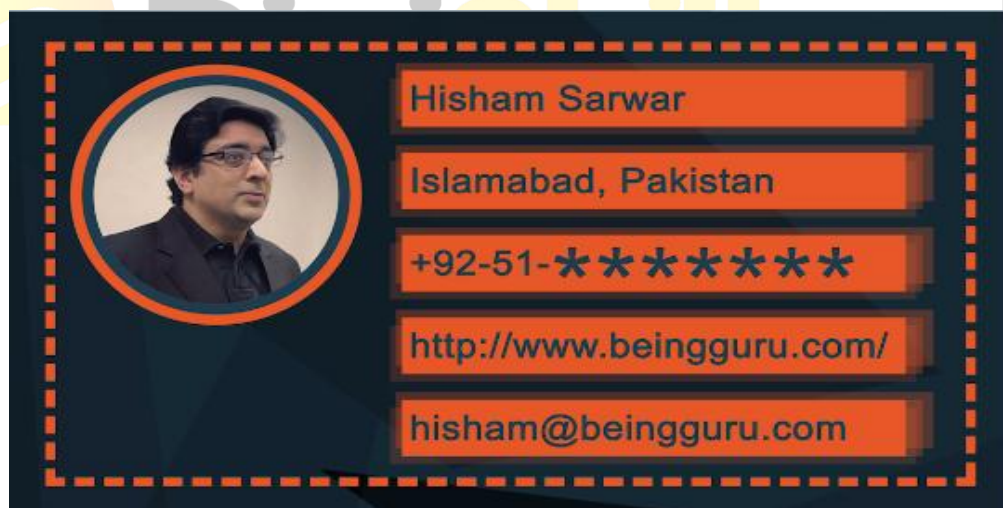 Hisham Sarwar
Islamabad, Pakistan
+92-51-*******
http://www.beingguru.com/
hisham@beingguru.com